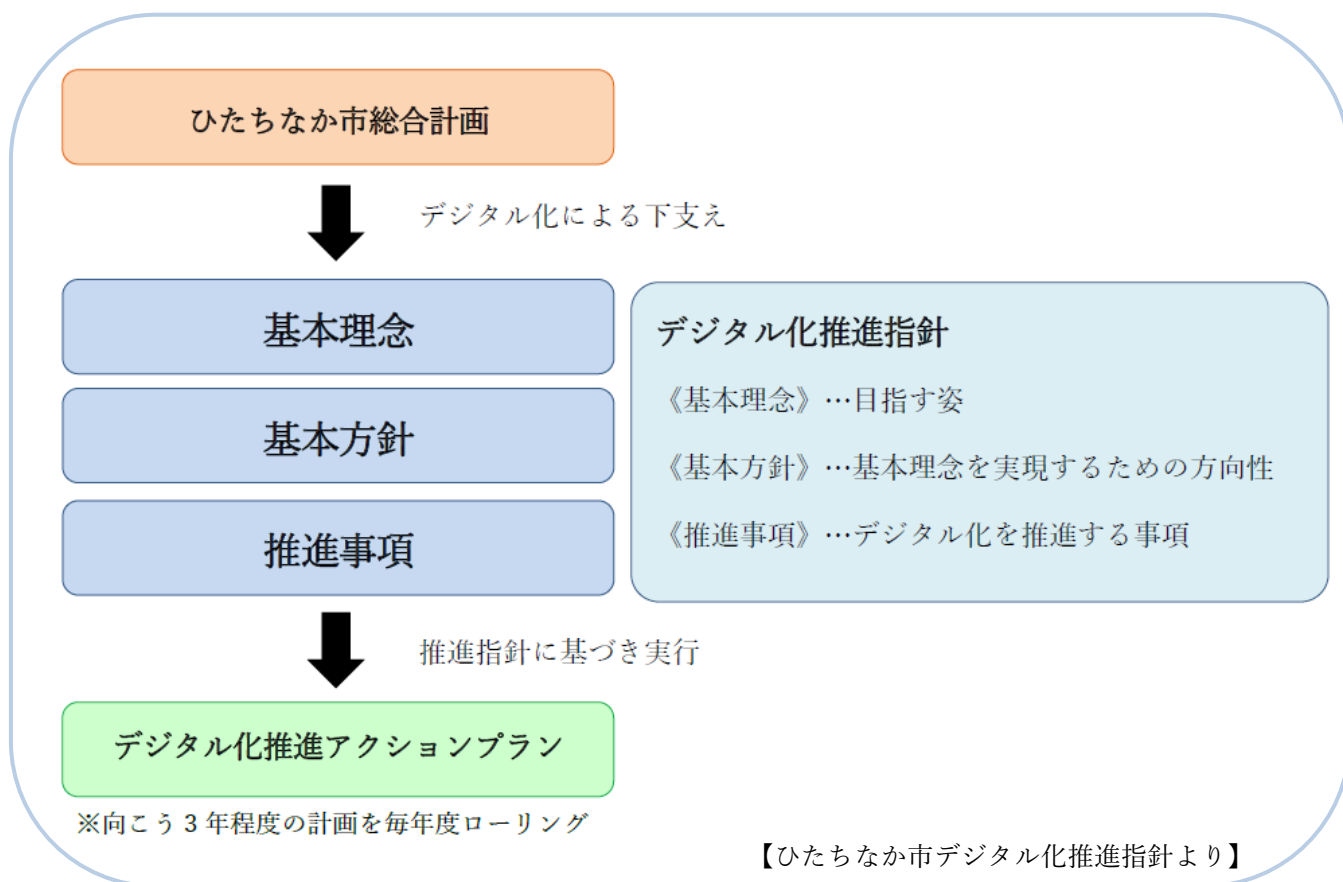 ひたちなか市総合計画
デジタル化による下支え
基本理念
基本方針
推進事項
デジタル化推進指針
《基本理念》…目指す姿
《基本方針》…基本理念を実現するための方向性
《推進事項》…デジタル化を推進する事項
推進指針に基づき実行
デジタル化推進アクションプラン
※向こう 3 年程度の計画を毎年度ローリング
【ひたちなか市デジタル化推進指針より】